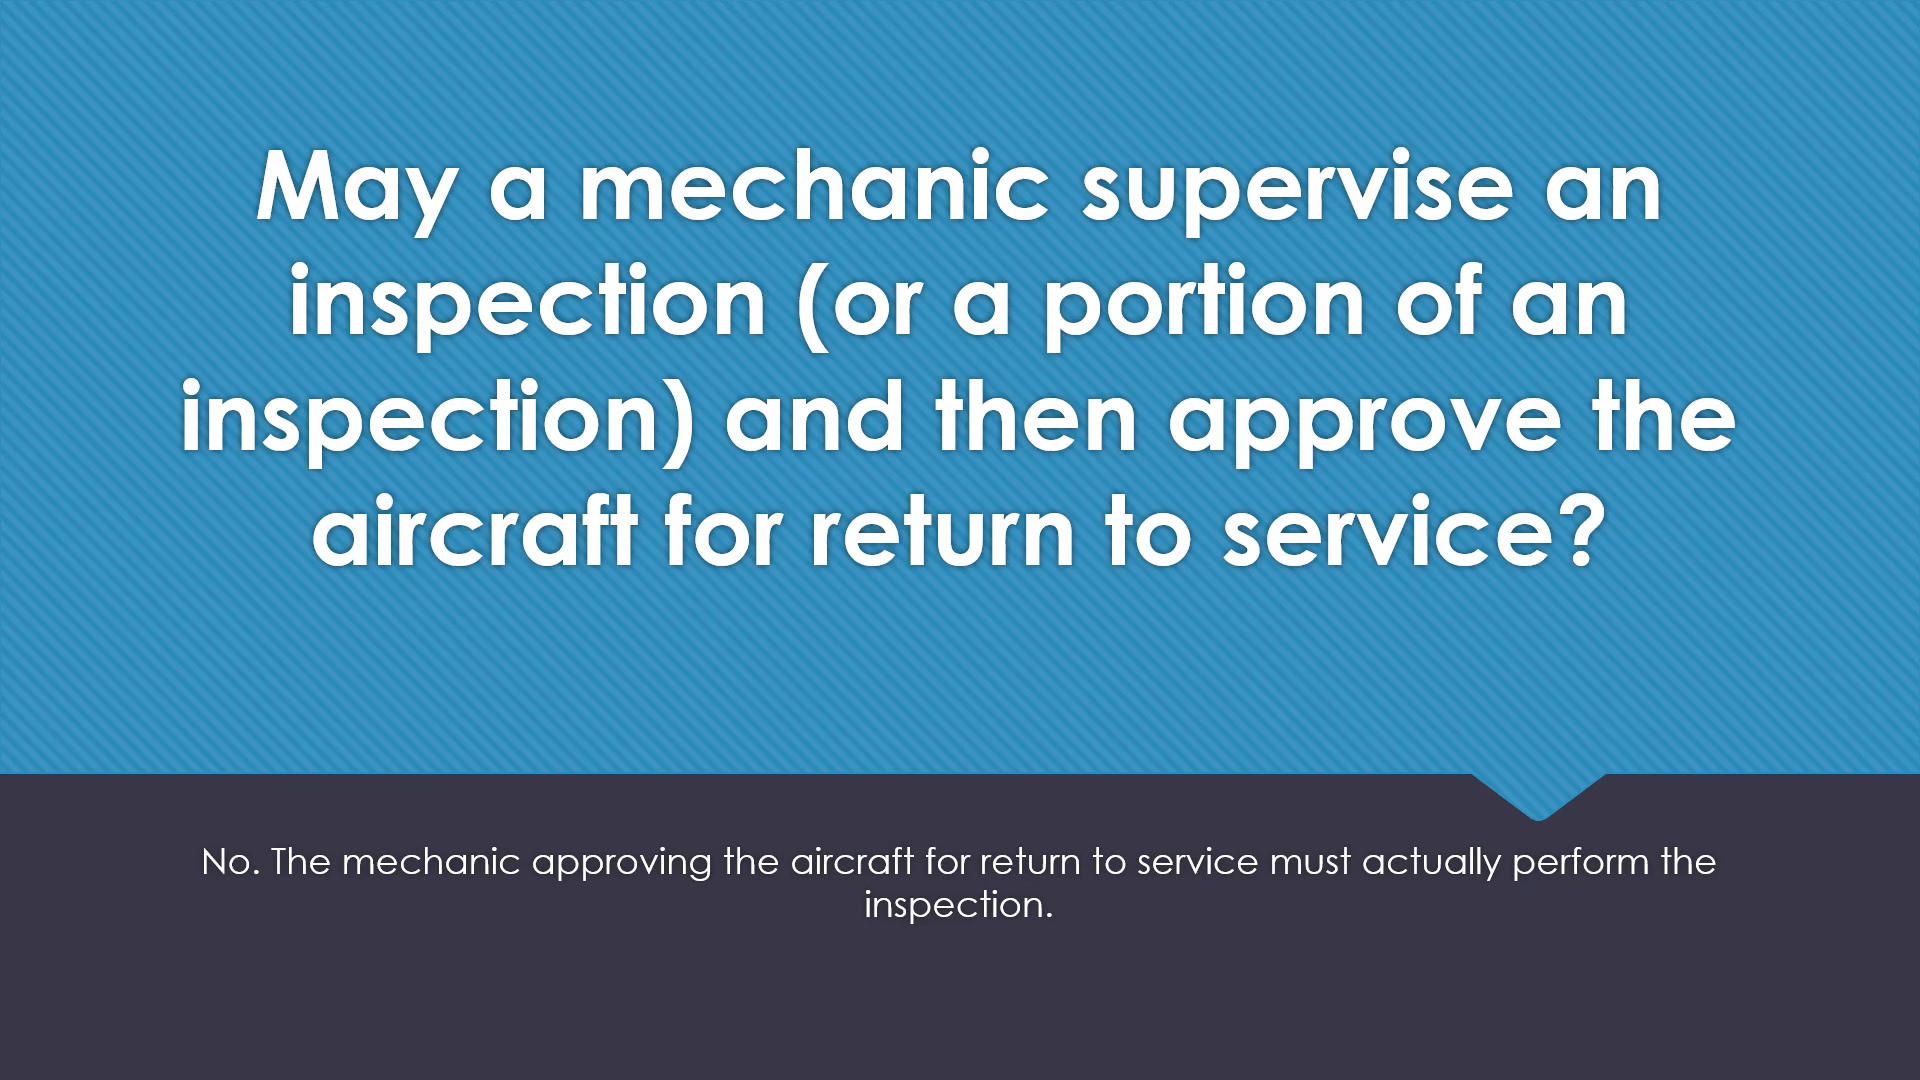 May a mechanic supervise an
inspection (or a portion of an
inspection) and then approve the
aircraft for return to service?
No. The mechanic approving the aircraft for return to service must actually perform the
inspection.